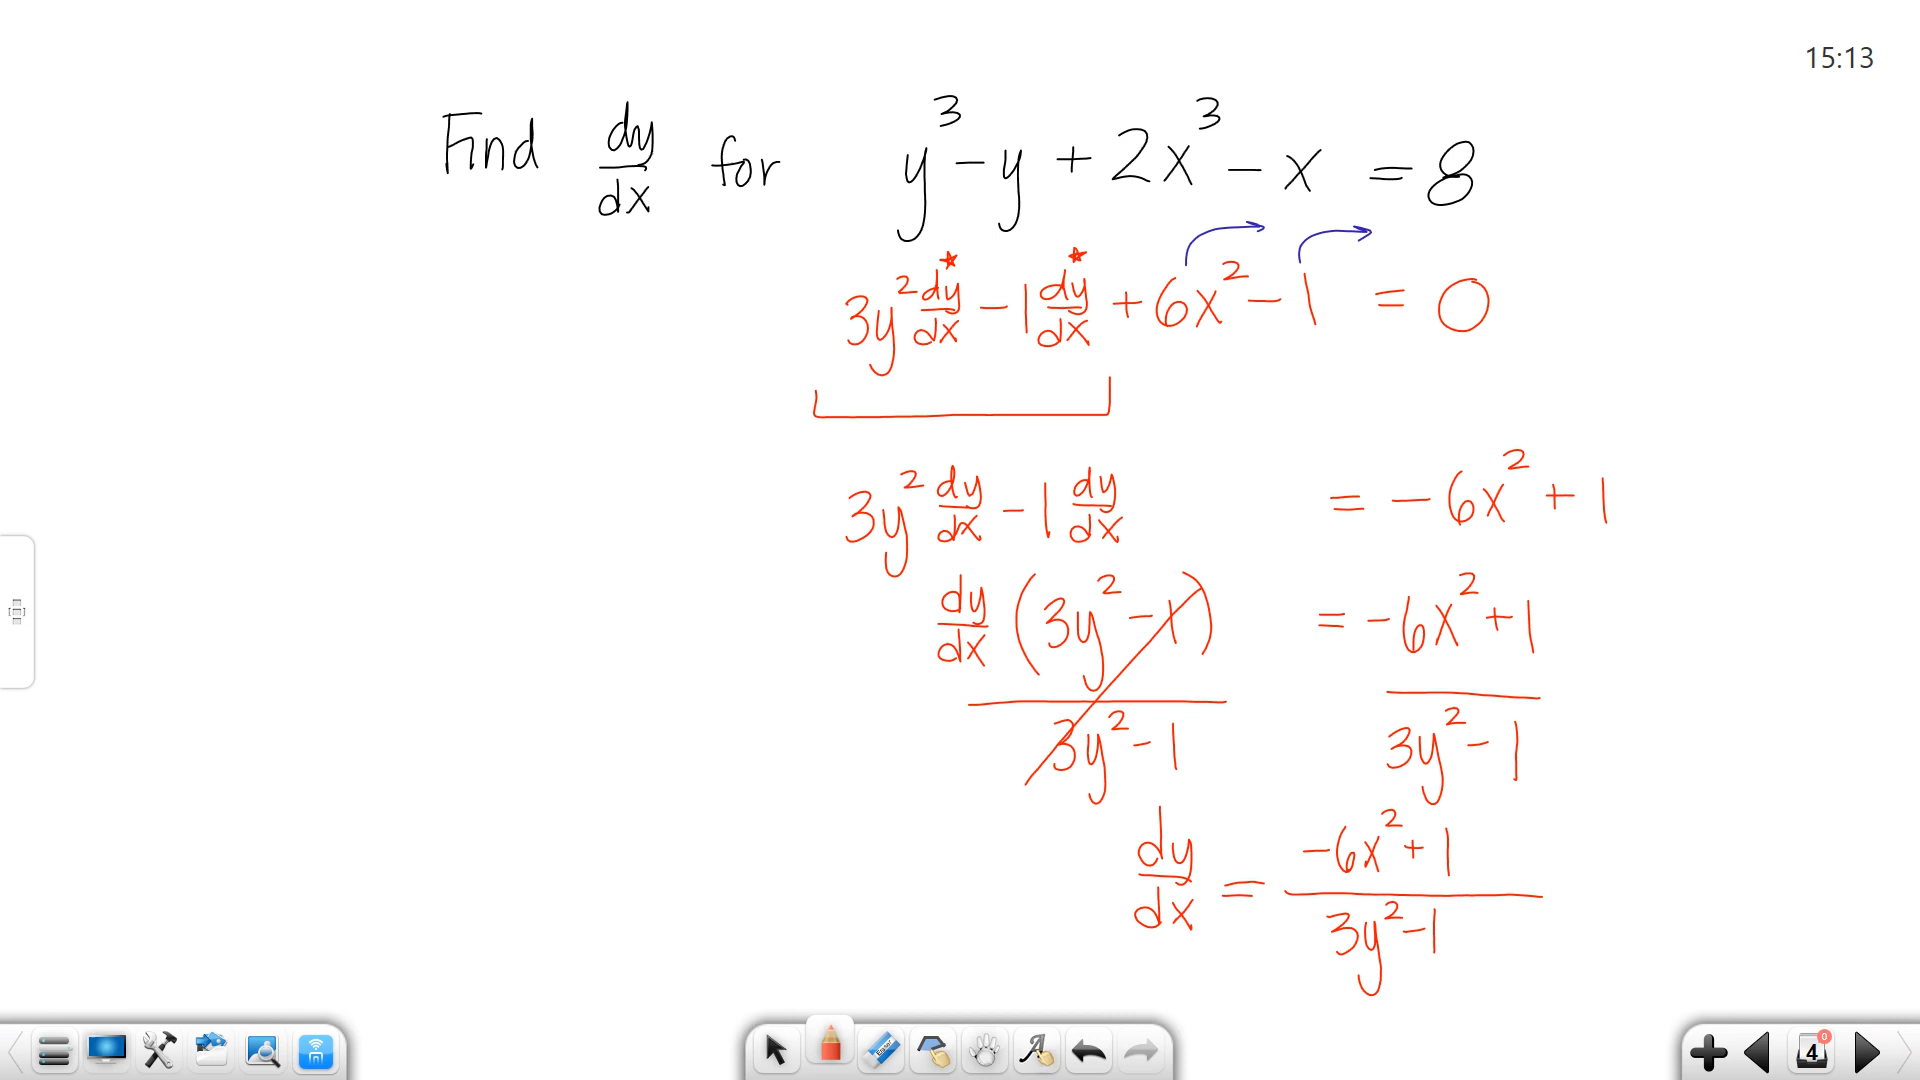 15:13
Find dy/dx for y³ - y + 2x³ - x = 8
3y² dy/dx - 1 dy/dx + 6x² - 1 = 0
3y² dy/dx - 1 dy/dx = -6x² + 1
dy/dx (3y² - 1) = -6x² + 1
3y² - 1 3y² - 1
dy/dx = -6x² + 1 / 3y² - 1
Eraser
A
0
4